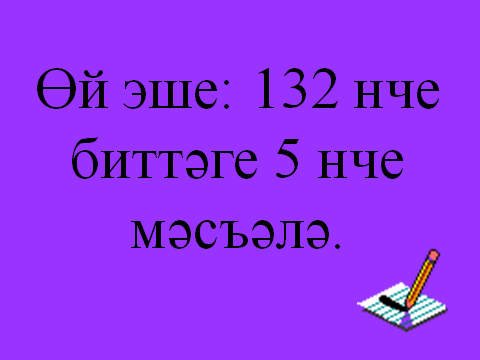 Өй эше: 132 нче
биттәге 5 нче
мәсъәлә.